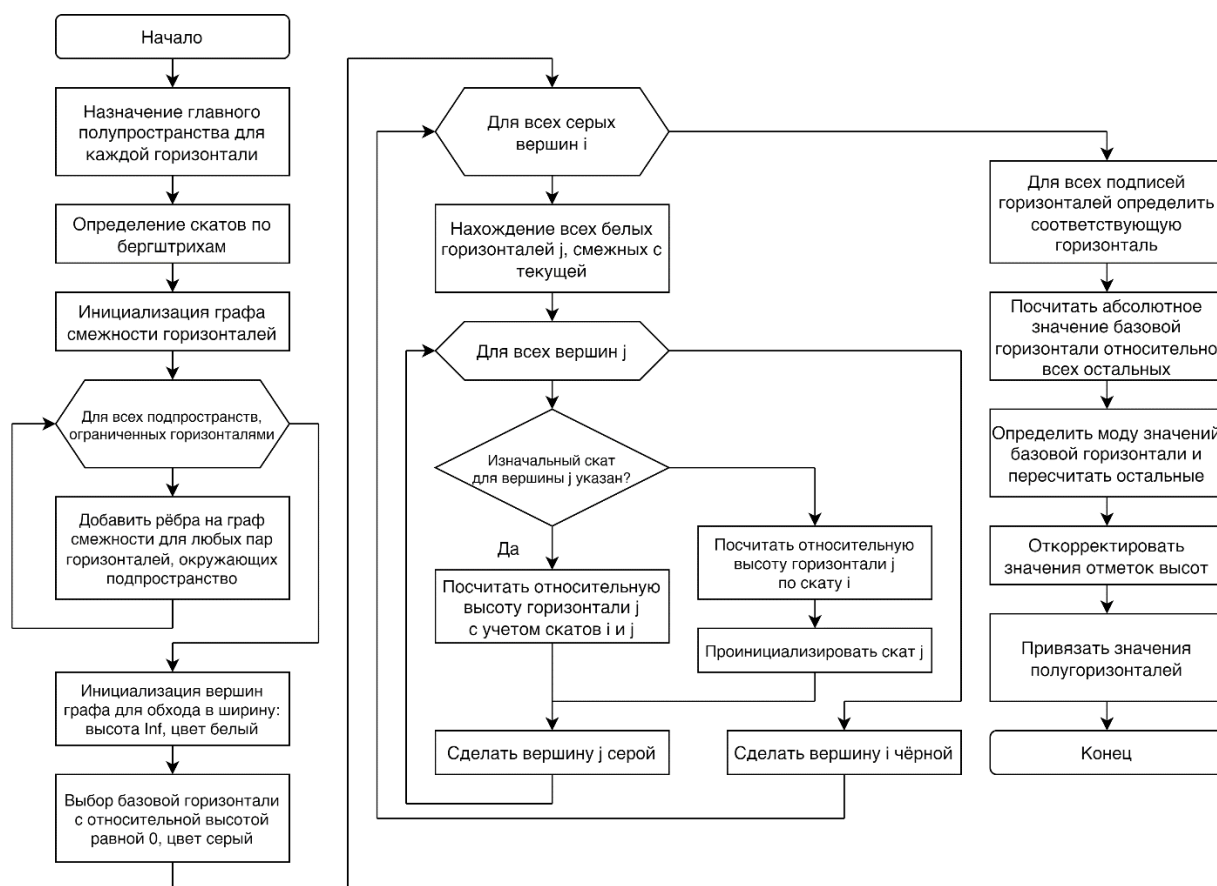 Начало
Назначение главного
полупространства для
каждой горизонтали
Определение скатов по
бергштрихам
Инициализация графа
смежности горизонталей
Для всех подпространств,
ограниченных горизонталями
Добавить рёбра на граф
смежности для любых пар
горизонталей, окружающих
подпространство
Инициализация вершин
графа для обхода в ширину:
высота Inf, цвет белый
Выбор базовой горизонтали
с относительной высотой
равной 0, цвет серый
Для всех серых
вершин i
Нахождение всех белых
горизонталей j, смежных с
текущей
Для всех вершин j
Изначальный скат
для вершины j указан?
Да
Посчитать относительную
высоту горизонтали j
с учетом скатов i и j
Посчитать относительную
высоту горизонтали j
по скату i
Проинициализировать скат j
Сделать вершину j серой
Сделать вершину i чёрной
Для всех подписей
горизонталей определить
соответствующую
горизонталь
Посчитать абсолютное
значение базовой
горизонтали относительно
всех остальных
Определить моду значений
базовой горизонтали и
пересчитать остальные
Откорректировать
значения отметок высот
Привязать значения
полугоризонталей
Конец